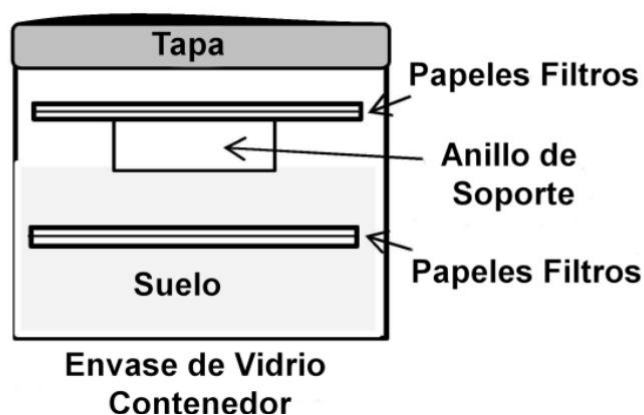 Tapa
Papeles Filtros
Anillo de
Soporte
Papeles Filtros
Suelo
Envase de Vidrio
Contenedor